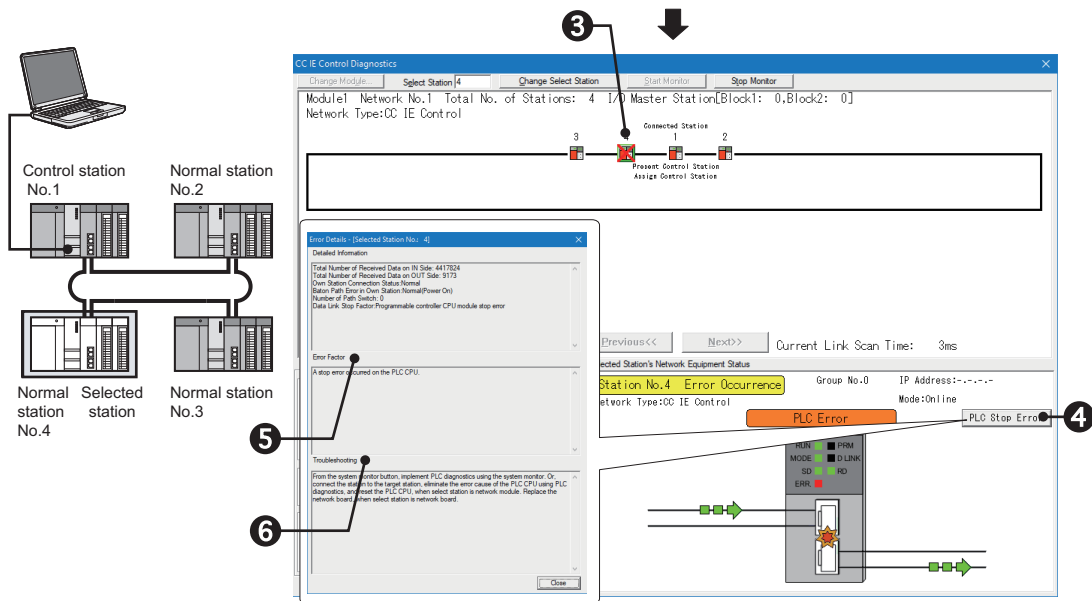 3
CC IE Control Diagnostics
Change Module...
Select Station 4
Change Select Station
Start Monitor
Stop Monitor
Module1 Network No.1 Total No. of Stations: 4 I/O Master Station[Block1: 0,Block2: 0]
Network Type:CC IE Control
Connected Station
3 4 1 2
Present Control Station
Assign Control Station
Control station
No.1
Normal station
No.2
Normal
station
No.4
Selected
station
Normal station
No.3
Error Details - [Selected Station No.: 4]
Detailed Information
Total Number of Received Data on IN Side: 4417824
Total Number of Received Data on OUT Side: 9173
Own Station Connection Status:Normal
Baton Path Error in Own Station:Normal(Power On)
Number of Path Switch: 0
Data Link Stop Factor:Programmable controller CPU module stop error
Error Factor
A stop error occurred on the PLC CPU.
5
Troubleshooting
From the system monitor button, implement PLC diagnostics using the system monitor. Or,
connect the station to the target station, eliminate the error cause of the PLC CPU using PLC
diagnostics, and reset the PLC CPU, when select station is network module. Replace the
network board, when select station is network board.
6
Close
Previous<<
Next>>
Current Link Scan Time: 3ms
ected Station's Network Equipment Status
Station No.4 Error Occurrence
Group No.0
IP Address:-.-.-.-
etwork Type:CC IE Control
Mode:Online
PLC Error
PLC Stop Erro
4
RUN PRM
MODE D LINK
SD RD
ERR.